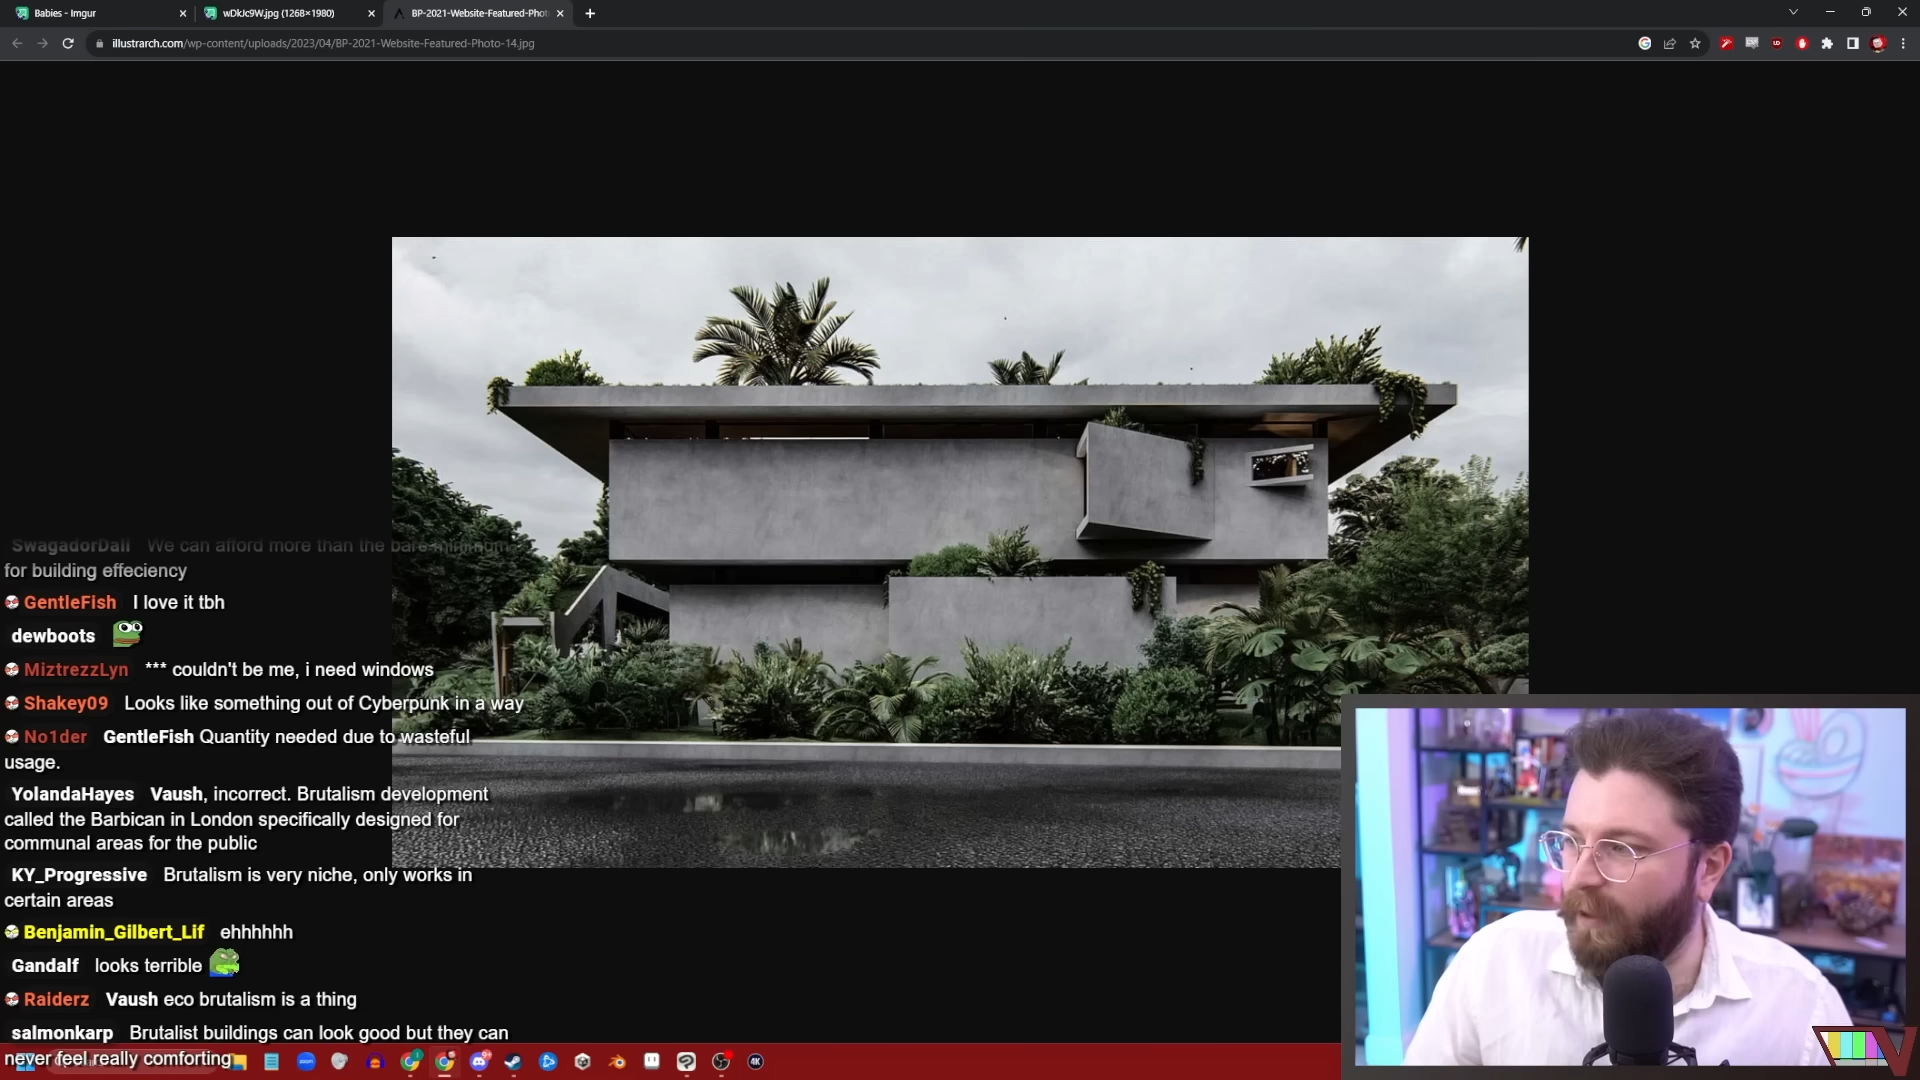 Babies - Imgur
wDkJc9W.jpg (1268×1980)
BP-2021-Website-Featured-Phot
illustrarch.com/wp-content/uploads/2023/04/BP-2021-Website-Featured-Photo-14.jpg
SwagadorDali We can afford more than the bare minimum
for building effeciency
GentleFish I love it tbh
dewboots
MiztrezzLyn *** couldn't be me, i need windows
Shakey09 Looks like something out of Cyberpunk in a way
No1der GentleFish Quantity needed due to wasteful
usage.
YolandaHayes Vaush, incorrect. Brutalism development
called the Barbican in London specifically designed for
communal areas for the public
KY_Progressive Brutalism is very niche, only works in
certain areas
Benjamin_Gilbert_Lif ehhhhhh
Gandalf looks terrible
Raiderz Vaush eco brutalism is a thing
salmonkarp Brutalist buildings can look good but they can
never feel really comforting
zoom
4K